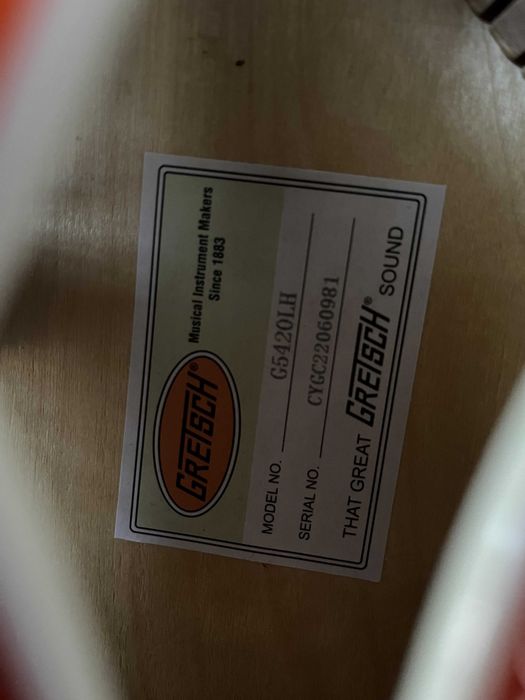 GRETSCH®
Musical Instrument Makers
Since 1883
MODEL NO. G5420LH
SERIAL NO. CYGC22060981
THAT GREAT GRETSCH® SOUND